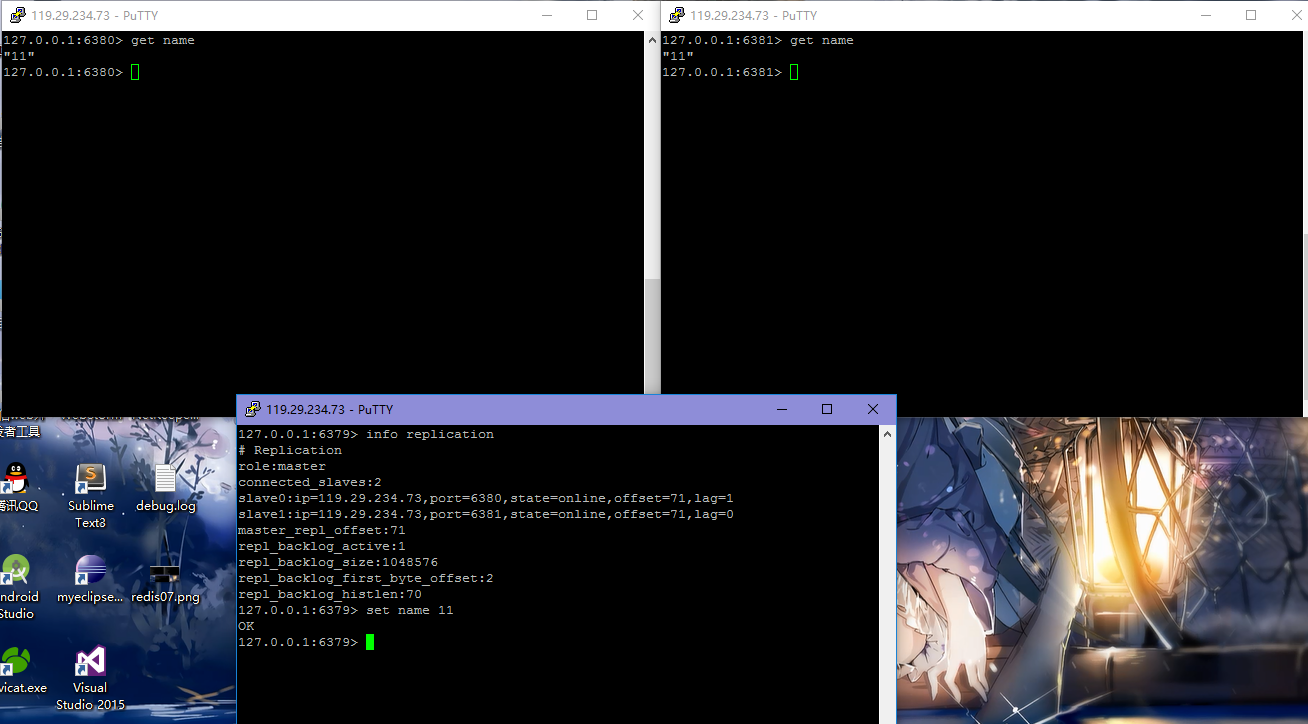 119.29.234.73 - PuTTY
127.0.0.1:6380> get name
"11"
127.0.0.1:6380>
119.29.234.73 - PuTTY
127.0.0.1:6381> get name
"11"
127.0.0.1:6381>
119.29.234.73 - PuTTY
127.0.0.1:6379> info replication
# Replication
role:master
connected_slaves:2
slave0:ip=119.29.234.73,port=6380,state=online,offset=71,lag=1
slave1:ip=119.29.234.73,port=6381,state=online,offset=71,lag=0
master_repl_offset:71
repl_backlog_active:1
repl_backlog_size:1048576
repl_backlog_first_byte_offset:2
repl_backlog_histlen:70
127.0.0.1:6379> set name 11
OK
127.0.0.1:6379>
者工具
腾讯QQ
Sublime
Text3
debug.log
ndroid
Studio
myeclipse...
redis07.png
vicat.exe
Visual
Studio 2015